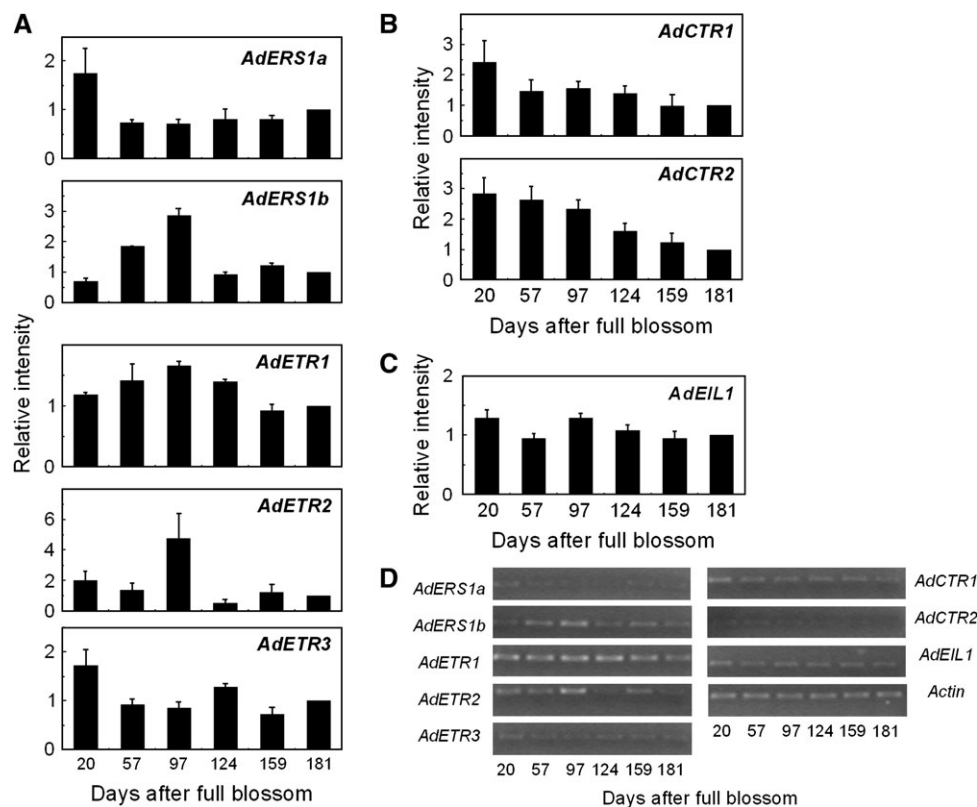 A
AdERS1a
2
1
0
AdERS1b
3
2
1
0
AdETR1
1
0
AdETR2
6
4
2
0
AdETR3
2
1
0
Relative intensity
20 57 97 124 159 181
Days after full blossom
B
AdCTR1
3
2
1
0
AdCTR2
3
2
1
0
Relative intensity
20 57 97 124 159 181
Days after full blossom
C
AdEIL1
2
1
0
Relative intensity
20 57 97 124 159 181
Days after full blossom
D
AdERS1a
AdERS1b
AdETR1
AdETR2
AdETR3
20 57 97 124 159 181
AdCTR1
AdCTR2
AdEIL1
Actin
20 57 97 124 159 181
Days after full blossom